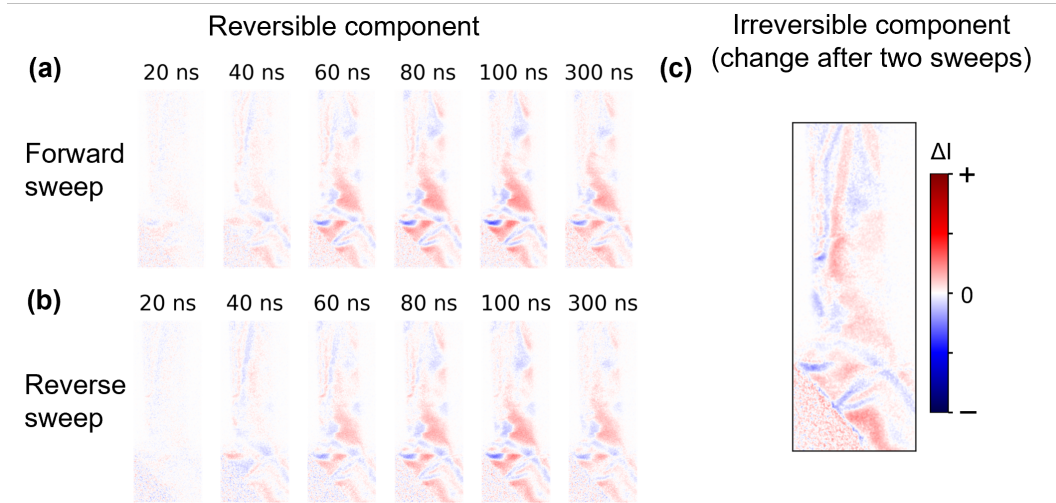 Reversible component
Irreversible component
(change after two sweeps)
(a)
20 ns 40 ns 60 ns 80 ns 100 ns 300 ns
(c)
Forward
sweep
ΔI
+
0
−
(b)
20 ns 40 ns 60 ns 80 ns 100 ns 300 ns
Reverse
sweep